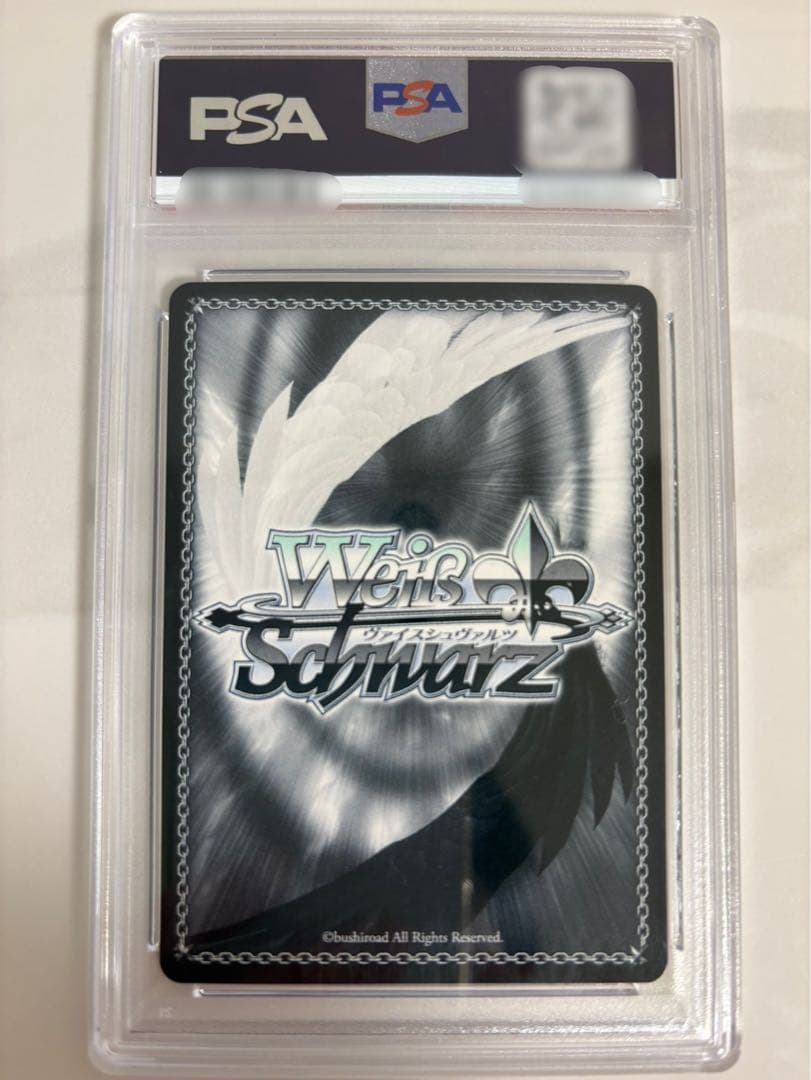 PSA
PSA
Weiß
ヴァイスシュヴァルツ
Schwarz
©bushiroad All Rights Reserved.